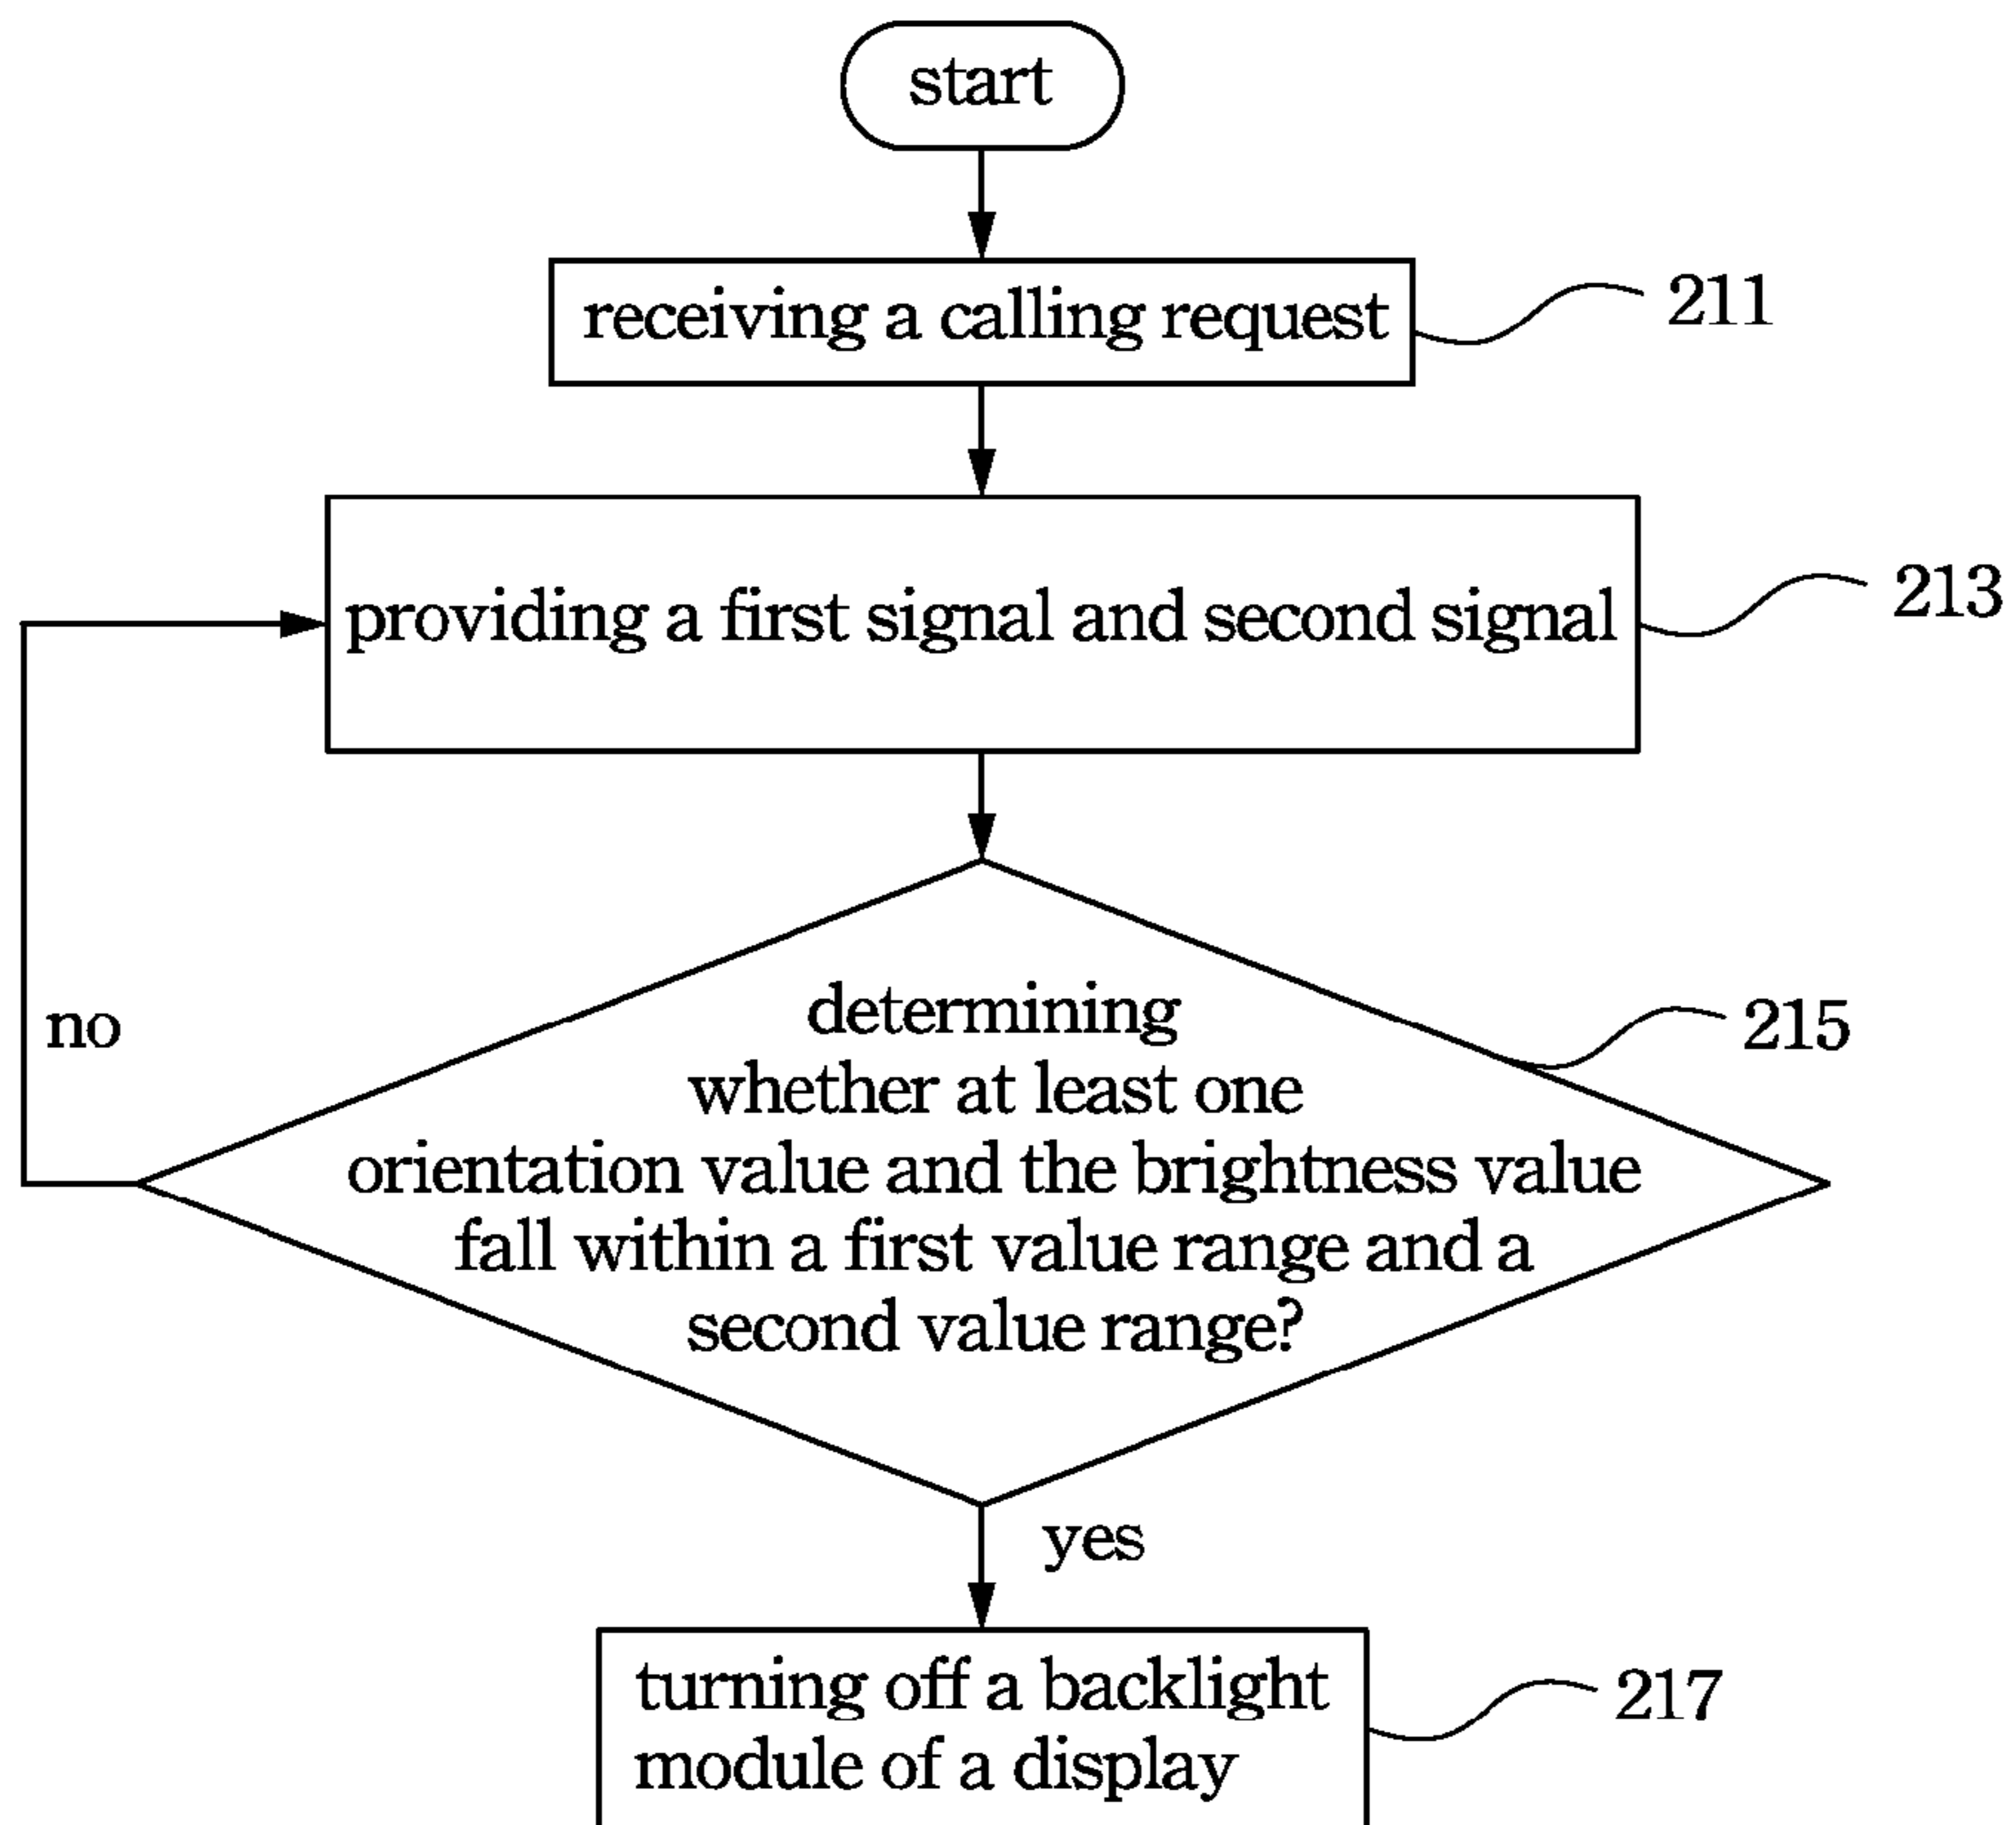 start
receiving a calling request
211
providing a first signal and second signal
213
determining
whether at least one
orientation value and the brightness value
fall within a first value range and a
second value range?
215
no
yes
turning off a backlight
module of a display
217